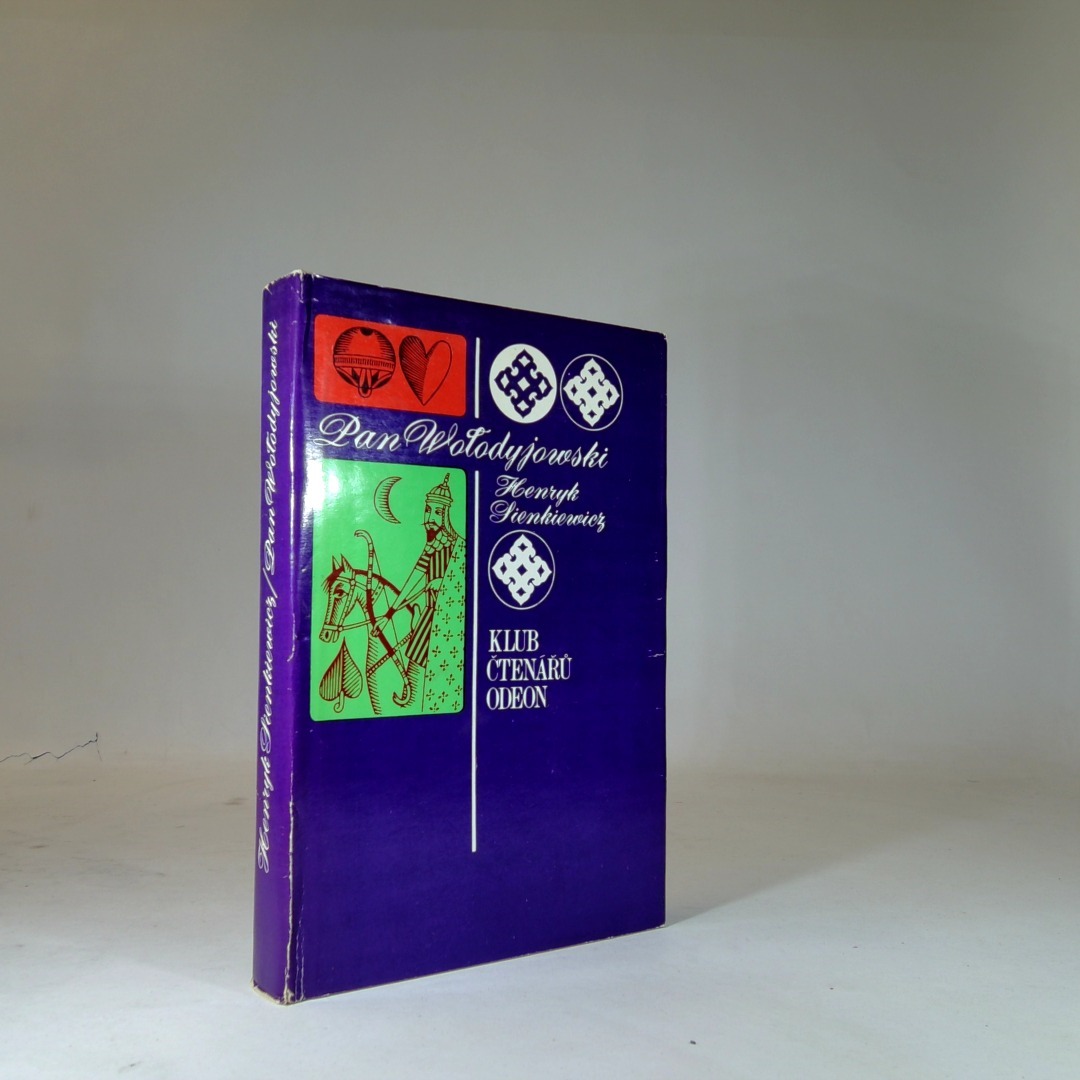 Henryk Sienkiewicz / Pan Wołodyjowski
Pan Wołodyjowski
Henryk
Sienkiewicz
KLUB
ČTENÁŘŮ
ODEON